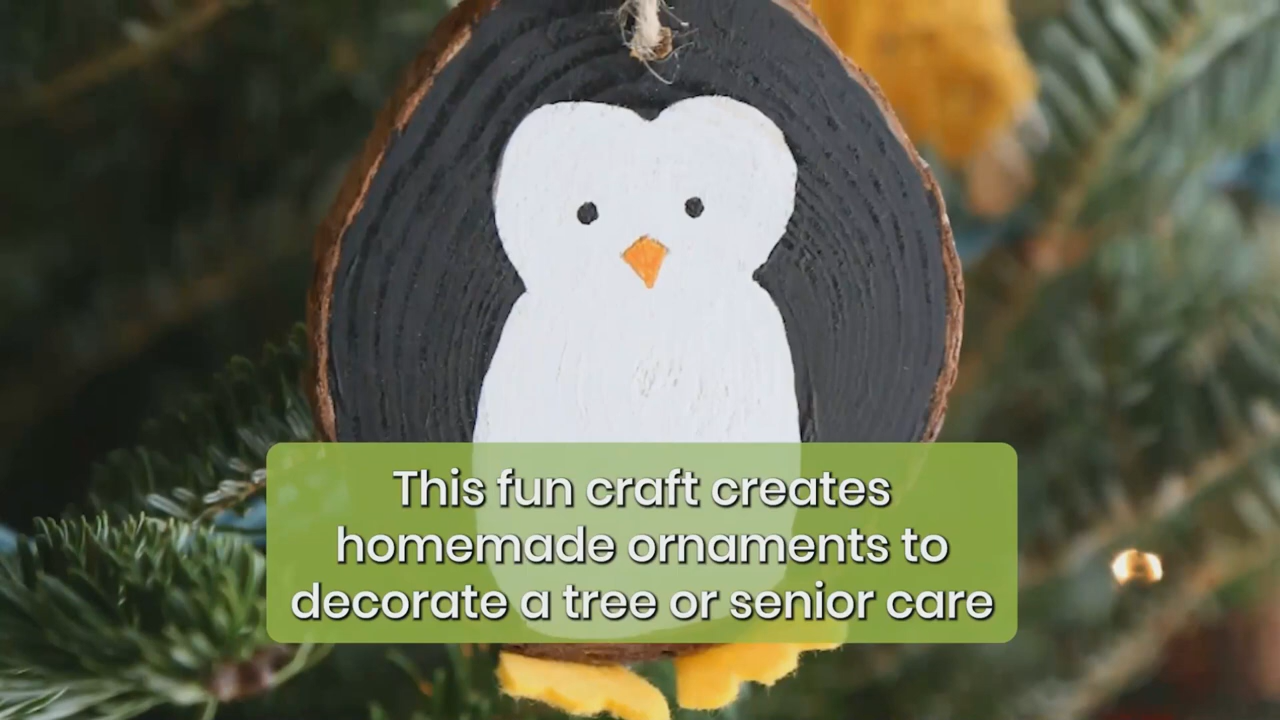 This fun craft creates
homemade ornaments to
decorate a tree or senior care